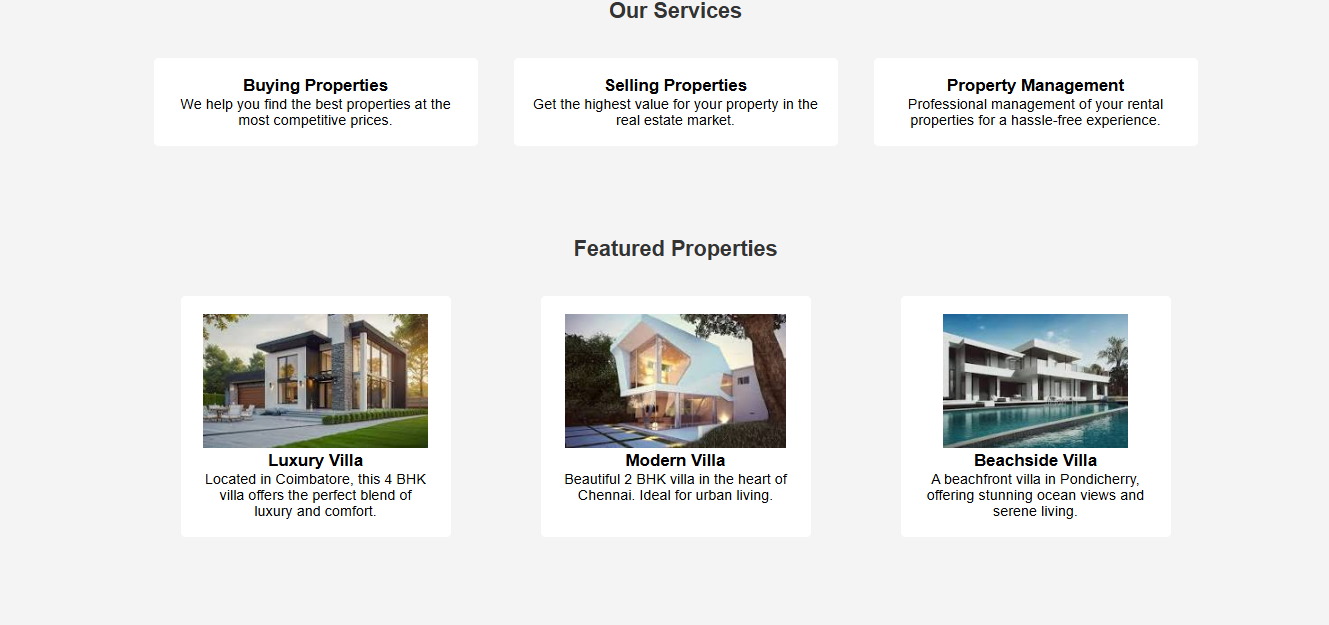 Our Services
Buying Properties
We help you find the best properties at the
most competitive prices.
Selling Properties
Get the highest value for your property in the
real estate market.
Property Management
Professional management of your rental
properties for a hassle-free experience.
Featured Properties
Luxury Villa
Located in Coimbatore, this 4 BHK
villa offers the perfect blend of
luxury and comfort.
Modern Villa
Beautiful 2 BHK villa in the heart of
Chennai. Ideal for urban living.
Beachside Villa
A beachfront villa in Pondicherry,
offering stunning ocean views and
serene living.